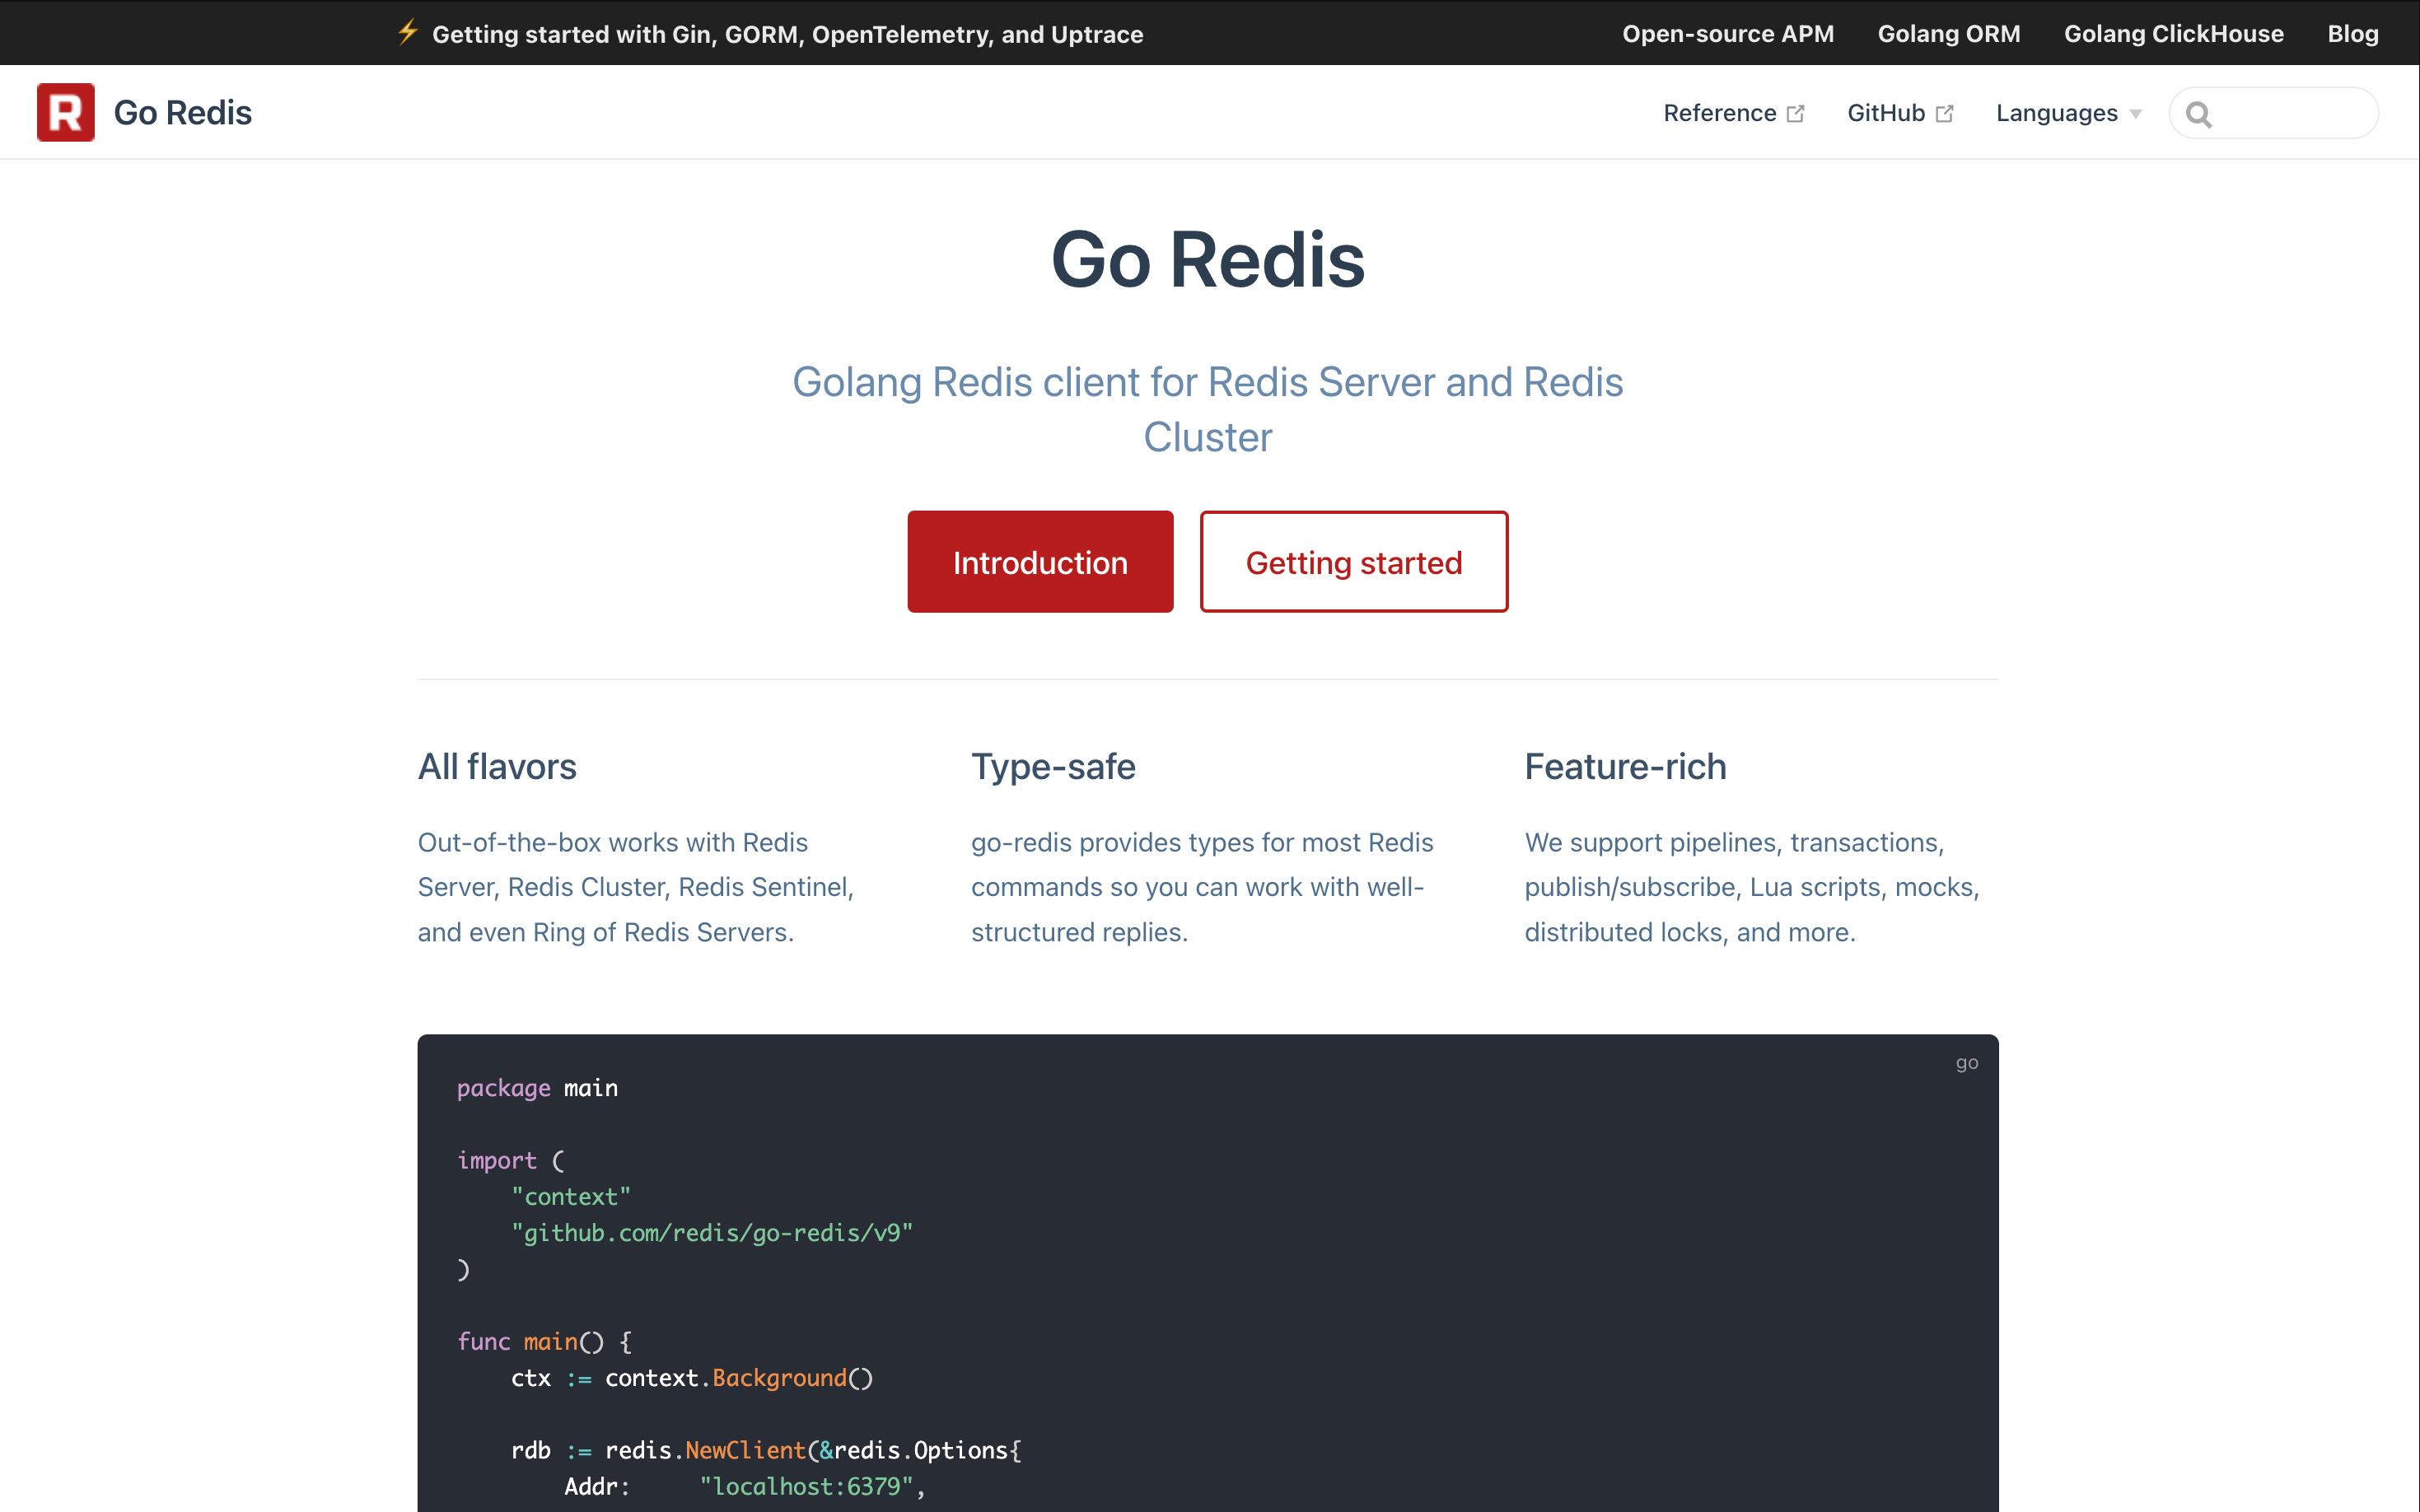 ⚡ Getting started with Gin, GORM, OpenTelemetry, and Uptrace
Open-source APM
Golang ORM
Golang ClickHouse
Blog
R
Go Redis
Reference
GitHub
Languages
Go Redis
Golang Redis client for Redis Server and Redis
Cluster
Introduction
Getting started
All flavors
Out-of-the-box works with Redis
Server, Redis Cluster, Redis Sentinel,
and even Ring of Redis Servers.
Type-safe
go-redis provides types for most Redis
commands so you can work with well-
structured replies.
Feature-rich
We support pipelines, transactions,
publish/subscribe, Lua scripts, mocks,
distributed locks, and more.
go
package main
import (
    "context"
    "github.com/redis/go-redis/v9"
)
func main() {
    ctx := context.Background()
    rdb := redis.NewClient(&redis.Options{
        Addr:     "localhost:6379",